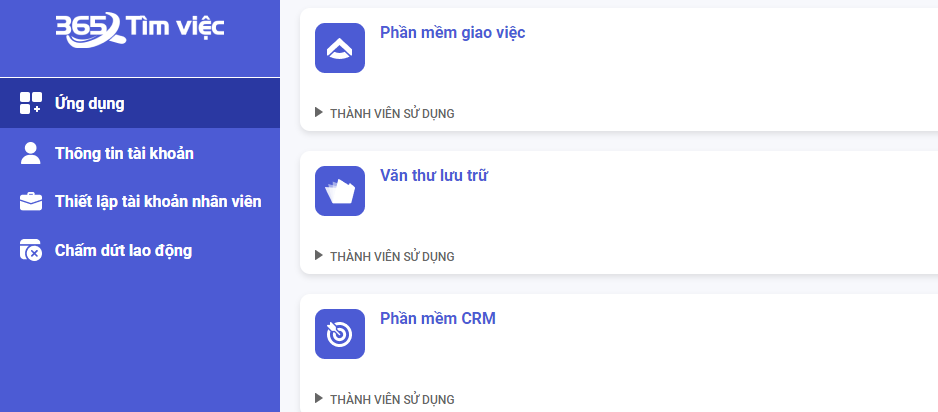 365 Tìm việc
Ứng dụng
Thông tin tài khoản
Thiết lập tài khoản nhân viên
Chấm dứt lao động
Phần mềm giao việc
THÀNH VIÊN SỬ DỤNG
Văn thư lưu trữ
THÀNH VIÊN SỬ DỤNG
Phần mềm CRM
THÀNH VIÊN SỬ DỤNG